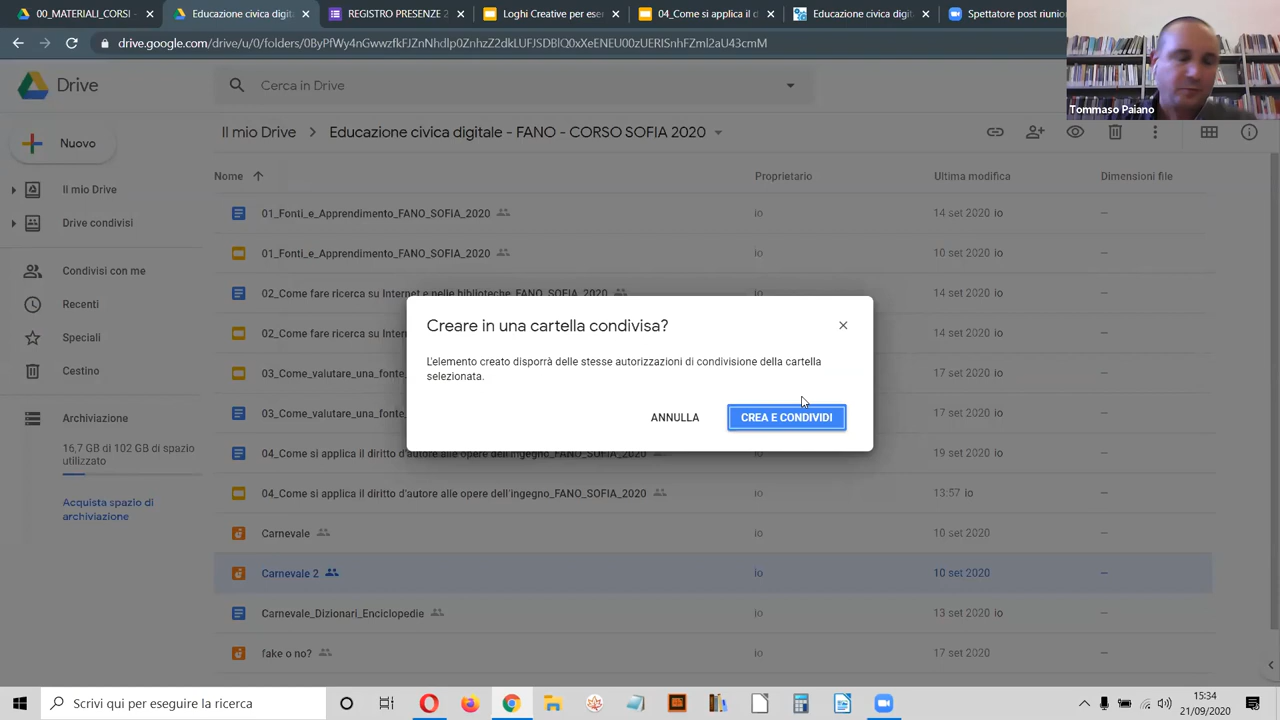 00_MATERIALI_CORSI -
Educazione civica digita
REGISTRO PRESENZE 2
Loghi Creative per ese
04_Come si applica il d
Educazione civica digita
Spettatore post riunio
drive.google.com/drive/u/0/folders/0ByPfWy4nGwwzfkFJZnNhdlp0ZnhzZ2dkLUFJSDBlQ0xXeENEU00zUERISnhFZml2aU43cmM
Tommaso Paiano
Drive
Cerca in Drive
Nuovo
Il mio Drive
Educazione civica digitale - FANO - CORSO SOFIA 2020
Nome
Proprietario
Ultima modifica
Dimensioni file
Il mio Drive
Drive condivisi
Condivisi con me
Recenti
Speciali
Cestino
Archiviazione
16,7 GB di 102 GB di spazio
utilizzato
Acquista spazio di
archiviazione
01_Fonti_e_Apprendimento_FANO_SOFIA_2020 io 14 set 2020 io –
01_Fonti_e_Apprendimento_FANO_SOFIA_2020 io 10 set 2020 io –
02_Come fare ricerca su Internet e nelle biblioteche_FANO_SOFIA_2020 io 14 set 2020 io –
02_Come fare ricerca su Inter io 14 set 2020 io –
03_Come_valutare_una_fonte_ io 17 set 2020 io –
03_Come_valutare_una_fonte_ io 17 set 2020 io –
04_Come si applica il diritto d'autore alle opere dell'ingegno_FANO_SOFIA_2020 io 19 set 2020 io –
04_Come si applica il diritto d'autore alle opere dell'ingegno_FANO_SOFIA_2020 io 13:57 io –
Carnevale io 10 set 2020 –
Carnevale 2 io 10 set 2020 –
Carnevale_Dizionari_Enciclopedie io 13 set 2020 io –
fake o no? io 17 set 2020 –
Creare in una cartella condivisa?
L'elemento creato disporrà delle stesse autorizzazioni di condivisione della cartella
selezionata.
ANNULLA
CREA E CONDIVIDI
Scrivi qui per eseguire la ricerca
15:34
21/09/2020